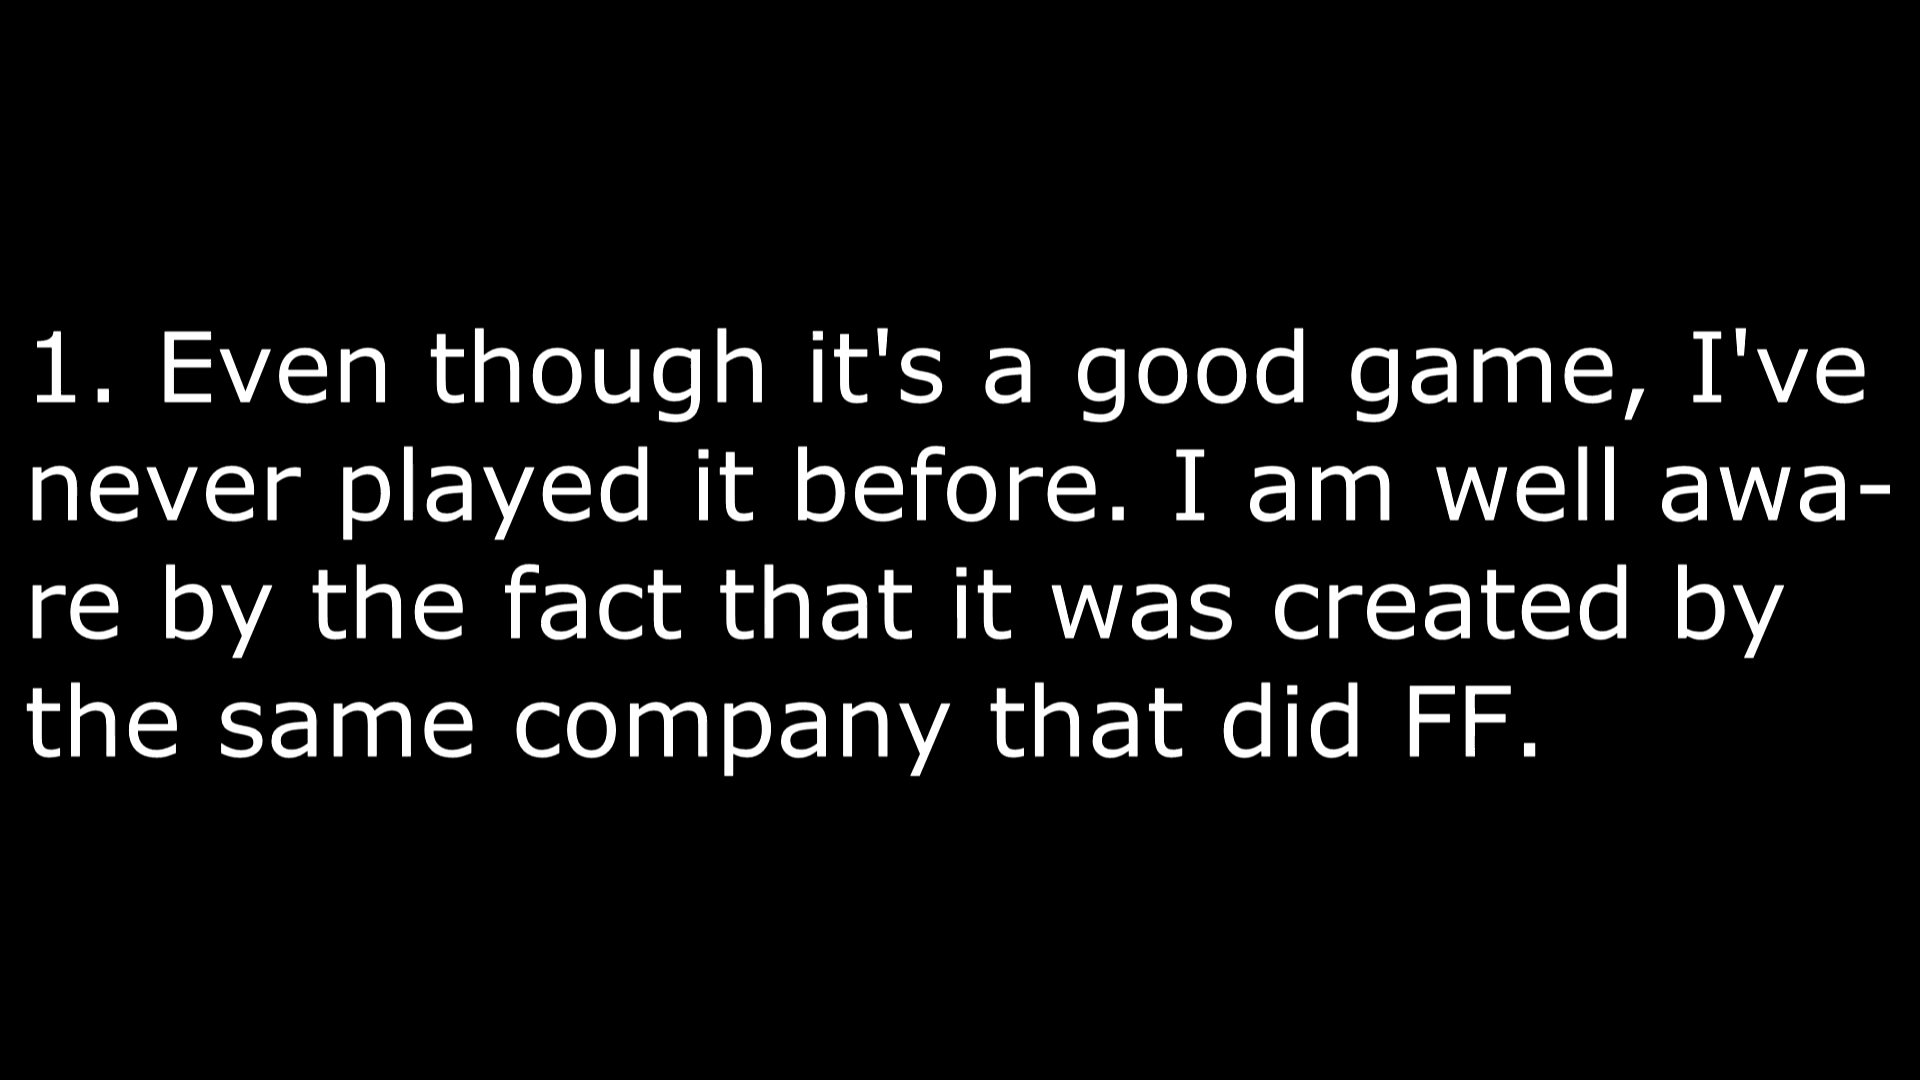 1. Even though it's a good game, I've
never played it before. I am well awa-
re by the fact that it was created by
the same company that did FF.